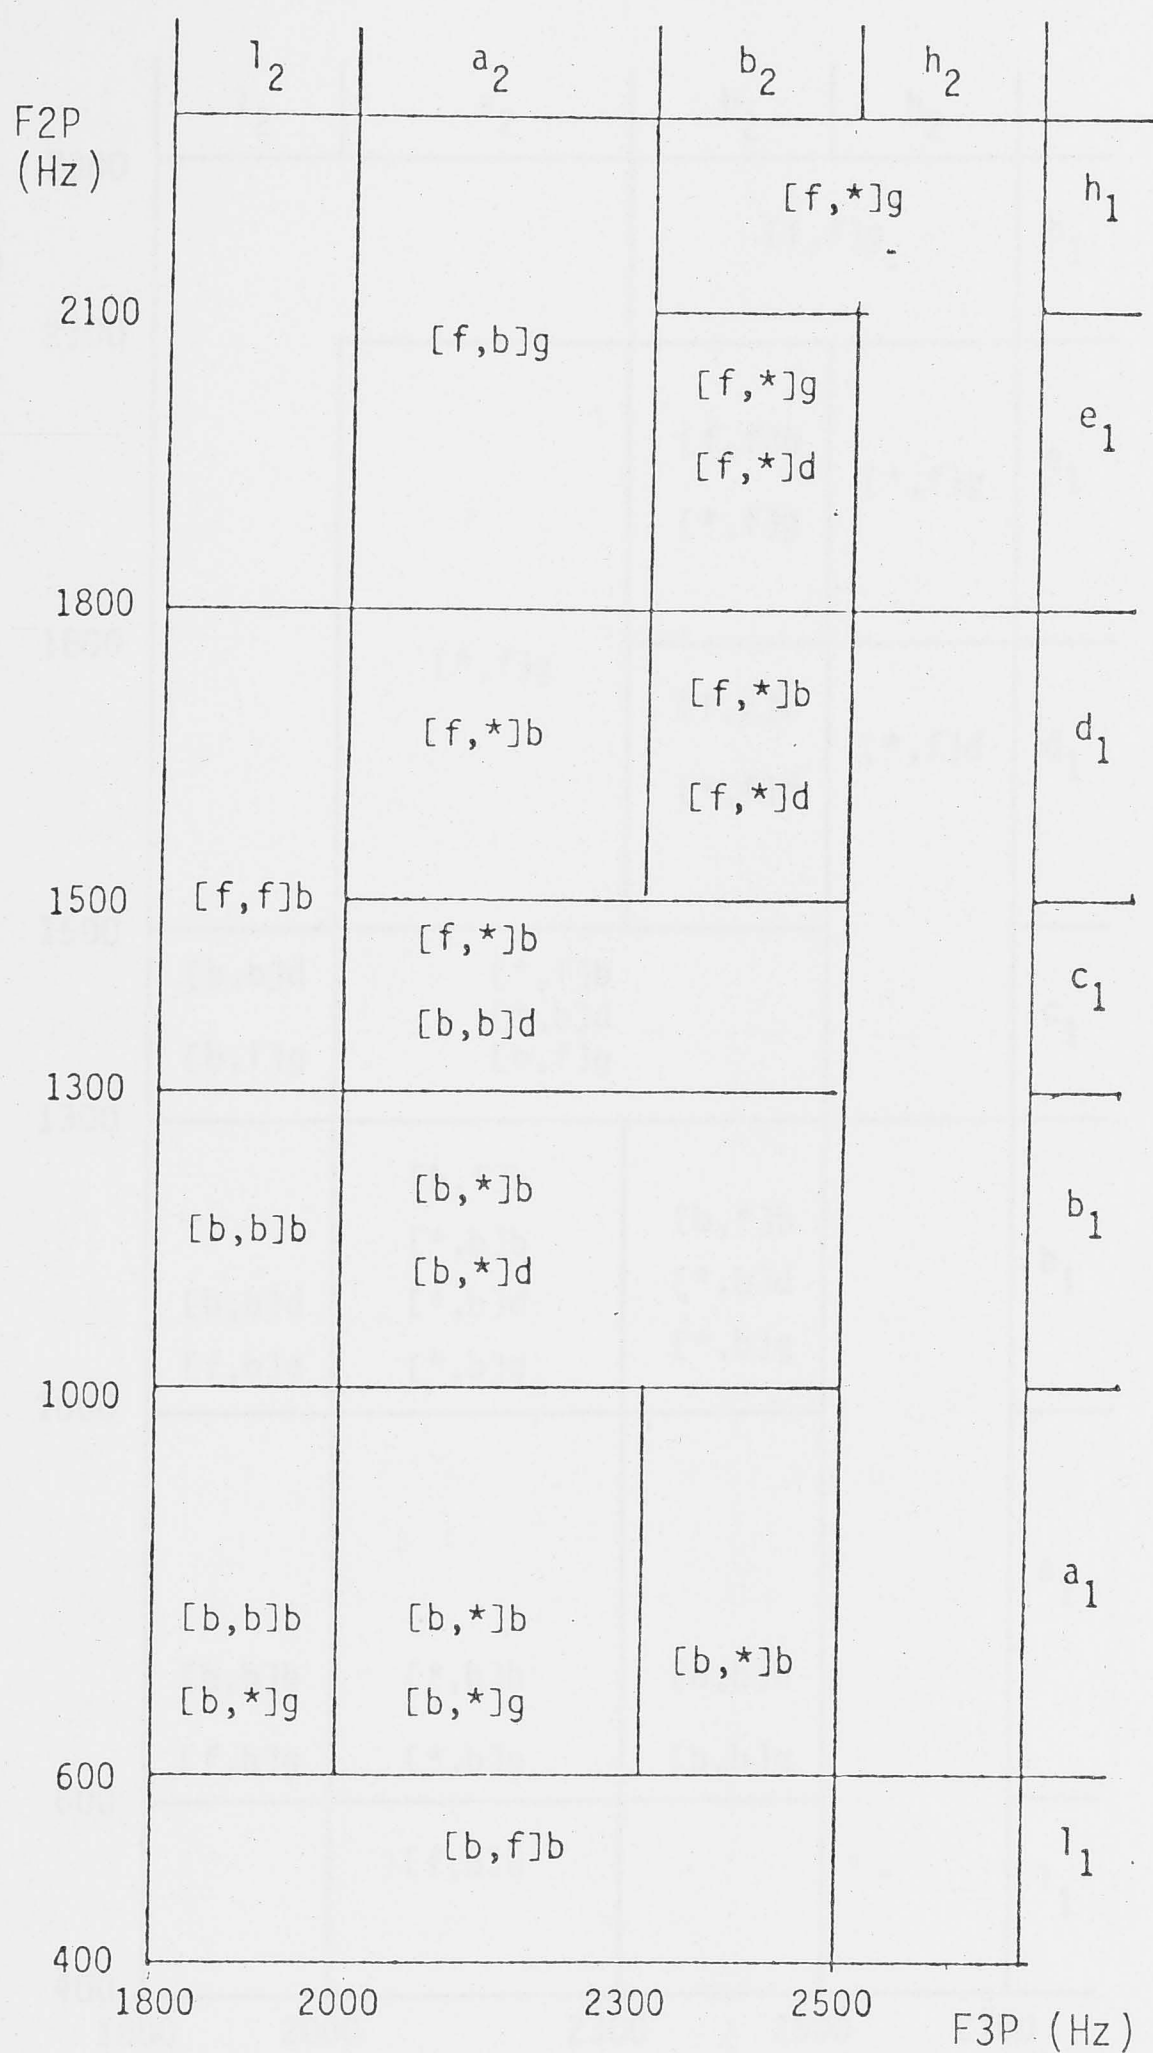 l2 a2 b2 h2
F2P
(Hz)
[f,*]g h1
2100
[f,b]g
[f,*]g
e1
[f,*]d
1800
[f,*]b
[f,*]b d1
[f,*]d
1500 [f,f]b
[f,*]b
c1
[b,b]d
1300
[b,*]b
b1
[b,b]b
[b,*]d
1000
a1
[b,b]b [b,*]b
[b,*]b
[b,*]g [b,*]g
600
[b,f]b l1
400
1800 2000 2300 2500
F3P (Hz)